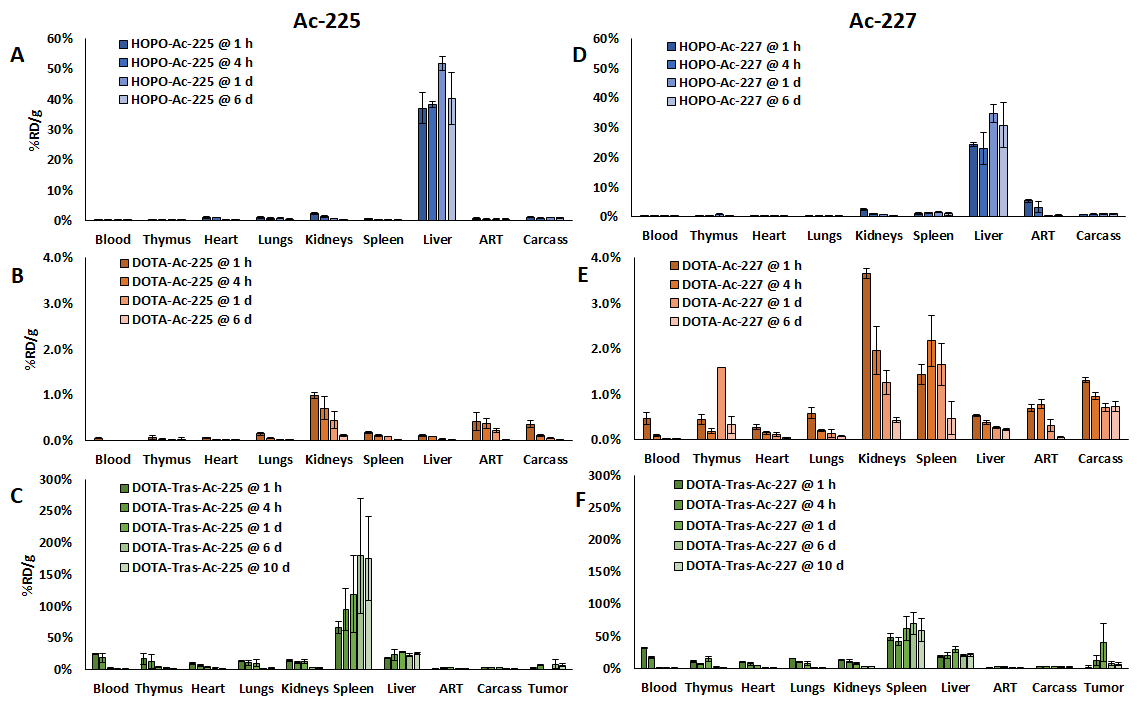 Ac-225
Ac-227
A
60%
50%
40%
30%
20%
10%
0%
%RD/g
HOPO-Ac-225 @ 1 h
HOPO-Ac-225 @ 4 h
HOPO-Ac-225 @ 1 d
HOPO-Ac-225 @ 6 d
Blood Thymus Heart Lungs Kidneys Spleen Liver ART Carcass
D
60%
50%
40%
30%
20%
10%
0%
HOPO-Ac-227 @ 1 h
HOPO-Ac-227 @ 4 h
HOPO-Ac-227 @ 1 d
HOPO-Ac-227 @ 6 d
Blood Thymus Heart Lungs Kidneys Spleen Liver ART Carcass
B
4.0%
3.0%
2.0%
1.0%
0.0%
%RD/g
DOTA-Ac-225 @ 1 h
DOTA-Ac-225 @ 4 h
DOTA-Ac-225 @ 1 d
DOTA-Ac-225 @ 6 d
Blood Thymus Heart Lungs Kidneys Spleen Liver ART Carcass
E
4.0%
3.0%
2.0%
1.0%
0.0%
DOTA-Ac-227 @ 1 h
DOTA-Ac-227 @ 4 h
DOTA-Ac-227 @ 1 d
DOTA-Ac-227 @ 6 d
Blood Thymus Heart Lungs Kidneys Spleen Liver ART Carcass
C
300%
250%
200%
150%
100%
50%
0%
%RD/g
DOTA-Tras-Ac-225 @ 1 h
DOTA-Tras-Ac-225 @ 4 h
DOTA-Tras-Ac-225 @ 1 d
DOTA-Tras-Ac-225 @ 6 d
DOTA-Tras-Ac-225 @ 10 d
Blood Thymus Heart Lungs Kidneys Spleen Liver ART Carcass Tumor
F
300%
250%
200%
150%
100%
50%
0%
DOTA-Tras-Ac-227 @ 1 h
DOTA-Tras-Ac-227 @ 4 h
DOTA-Tras-Ac-227 @ 1 d
DOTA-Tras-Ac-227 @ 6 d
DOTA-Tras-Ac-227 @ 10 d
Blood Thymus Heart Lungs Kidneys Spleen Liver ART Carcass Tumor